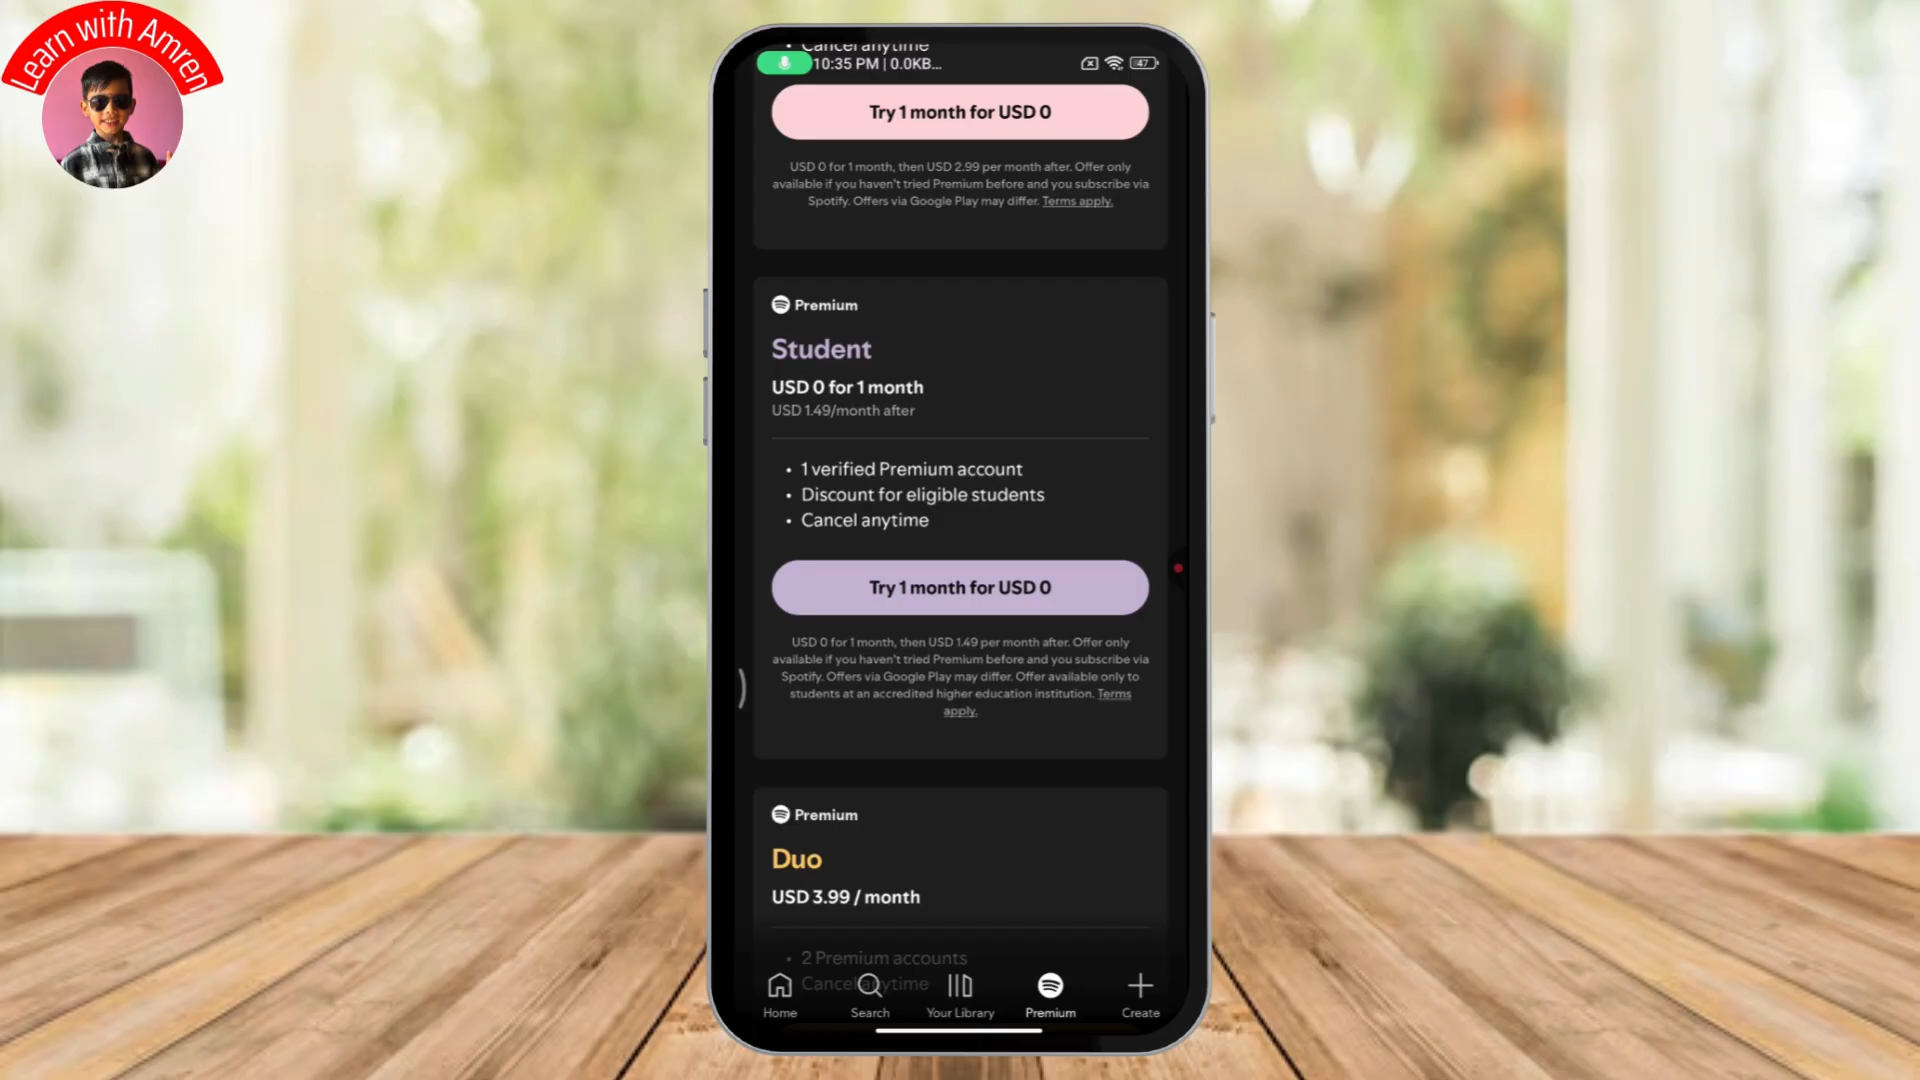 Learn with Amren
Cancel anytime
10:35 PM | 0.0KB...
47
Try 1 month for USD 0
USD 0 for 1 month, then USD 2.99 per month after. Offer only
available if you haven't tried Premium before and you subscribe via
Spotify. Offers via Google Play may differ. Terms apply.
Premium
Student
USD 0 for 1 month
USD 1.49/month after
• 1 verified Premium account
• Discount for eligible students
• Cancel anytime
Try 1 month for USD 0
USD 0 for 1 month, then USD 1.49 per month after. Offer only
available if you haven't tried Premium before and you subscribe via
Spotify. Offers via Google Play may differ. Offer available only to
students at an accredited higher education institution. Terms
apply.
Premium
Duo
USD 3.99 / month
• 2 Premium accounts
Cancel anytime
Home Search Your Library Premium Create